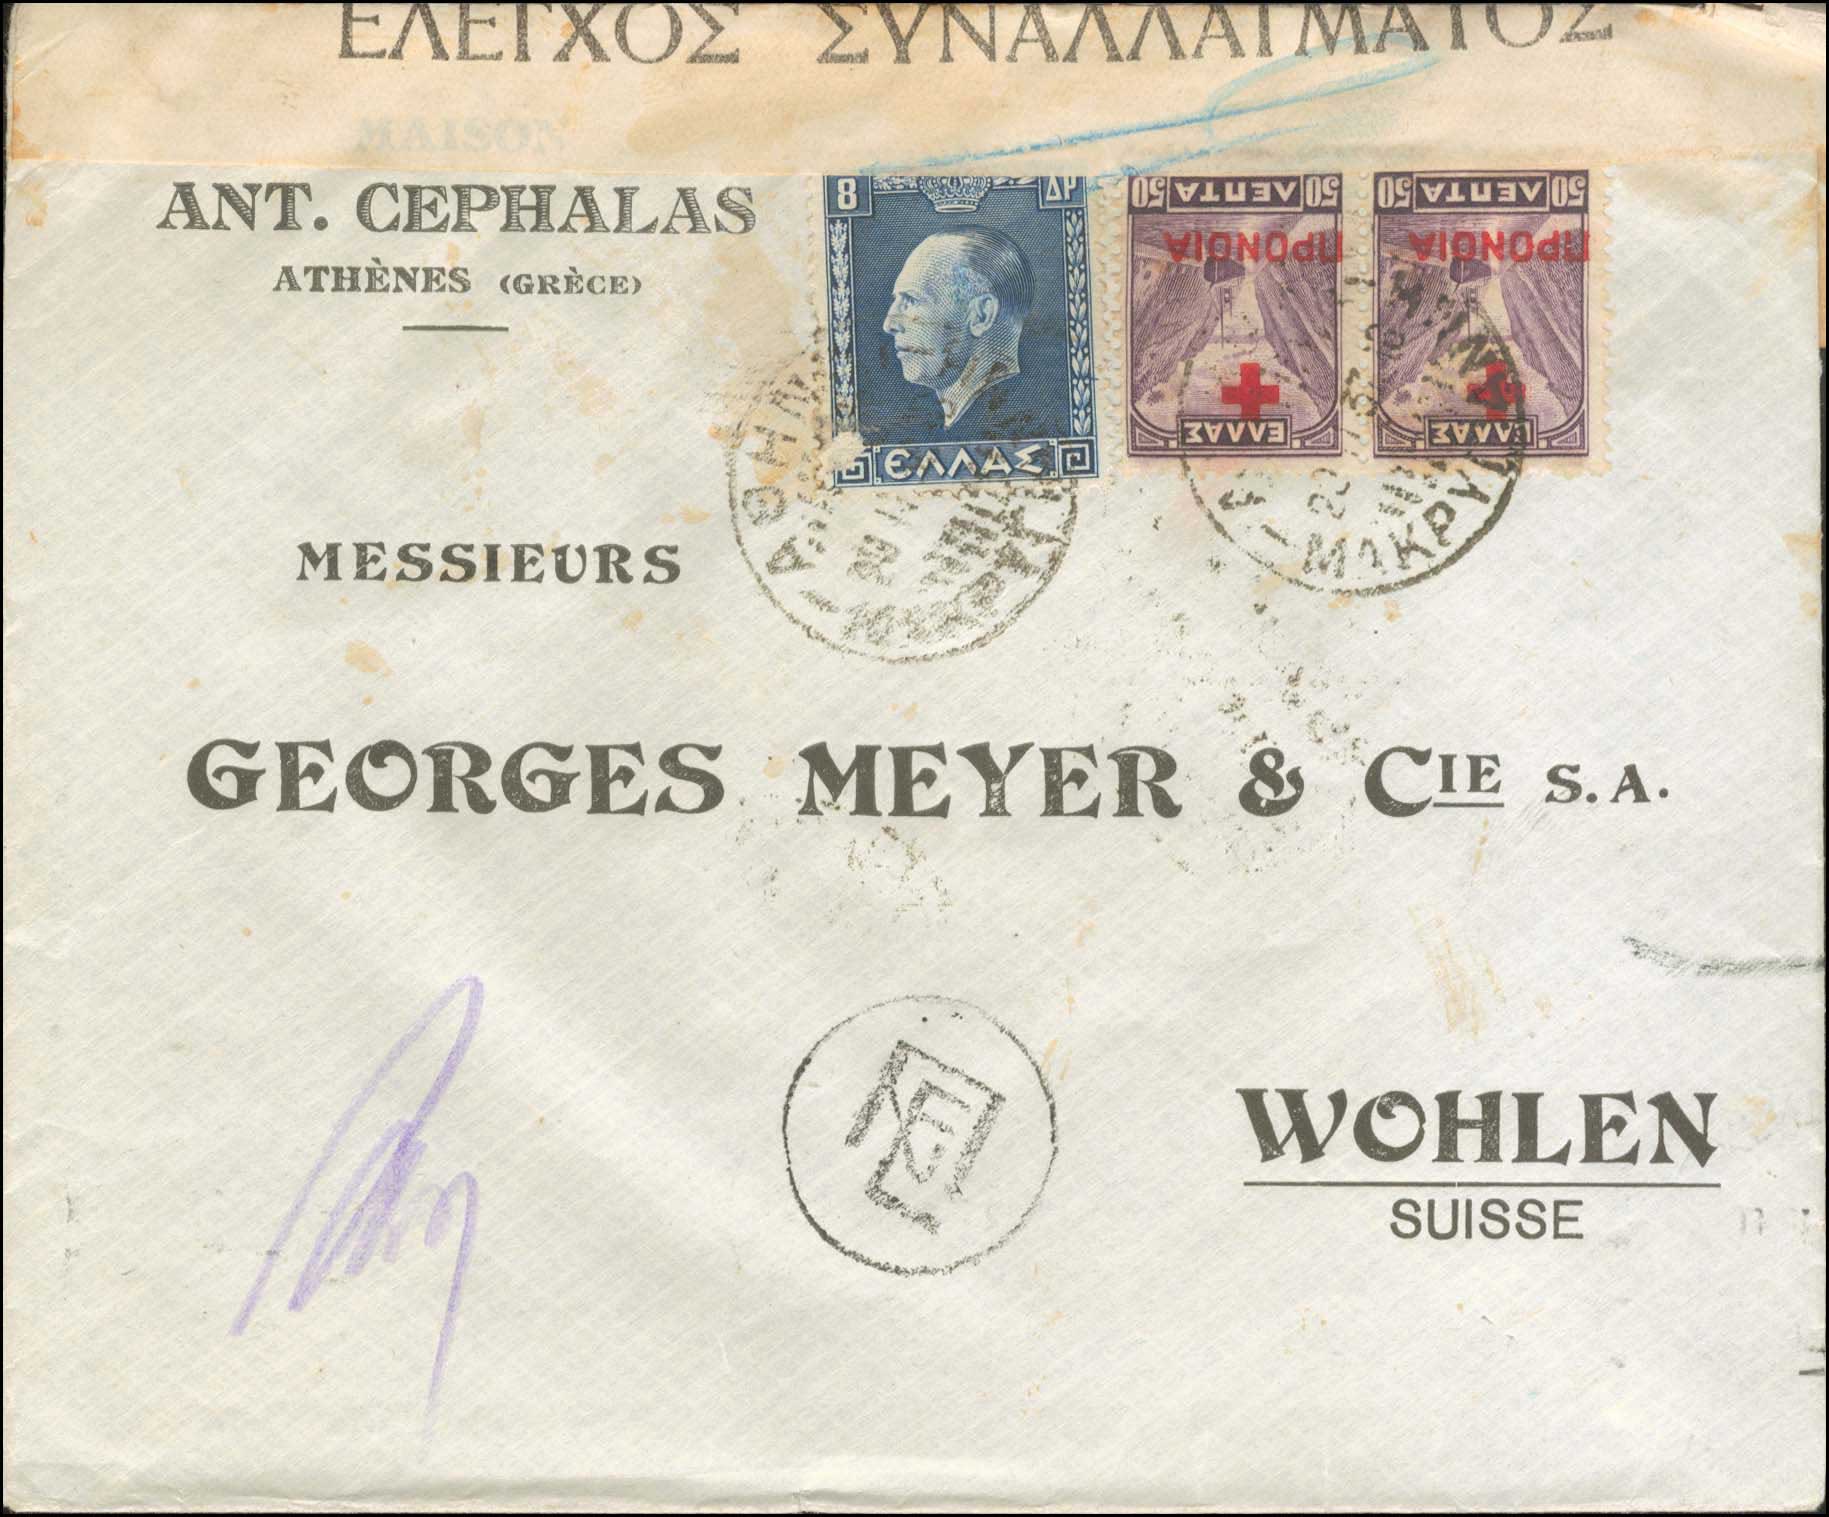 ΕΛΕΓΧΟΣ ΣΥΝΑΛΛΑΓΜΑΤΟΣ
MAISON
ANT. CEPHALAS
ATHÈNES (GRÈCE)
8 ΔΡ
ΕΛΛΑΣ
50 ΛΕΠΤΑ 50
ΠΡΟΝΟΙΑ
ΕΛΛΑΣ
50 ΛΕΠΤΑ 50
ΠΡΟΝΟΙΑ
ΕΛΛΑΣ
MESSIEURS
GEORGES MEYER & CIE S.A.
WOHLEN
SUISSE